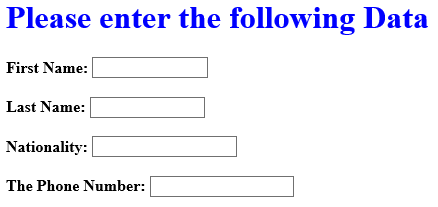 Please enter the following Data
First Name:
Last Name:
Nationality:
The Phone Number: